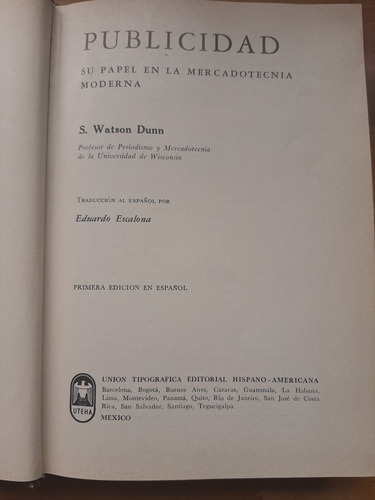 PUBLICIDAD
SU PAPEL EN LA MERCADOTECNIA
MODERNA
S. Watson Dunn
Profesor de Periodismo y Mercadotecnia
de la Universidad de Wisconsin
TRADUCCIÓN AL ESPAÑOL POR
Eduardo Escalona
PRIMERA EDICION EN ESPAÑOL
UTEHA
UNION TIPOGRAFICA EDITORIAL HISPANO-AMERICANA
Barcelona, Bogotá, Buenos Aires, Caracas, Guatemala, La Habana,
Lima, Montevideo, Panamá, Quito, Río de Janeiro, San José de Costa
Rica, San Salvador, Santiago, Tegucigalpa
MEXICO